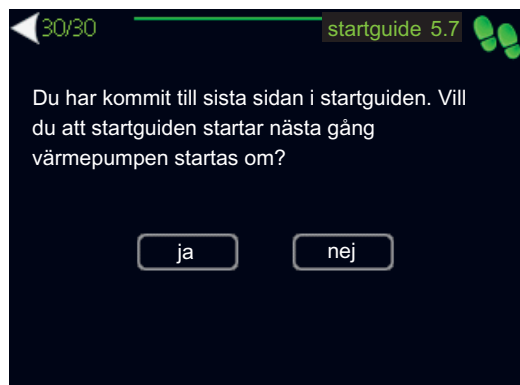 30/30 startguide 5.7
Du har kommit till sista sidan i startguiden. Vill
du att startguiden startar nästa gång
värmepumpen startas om?
ja nej